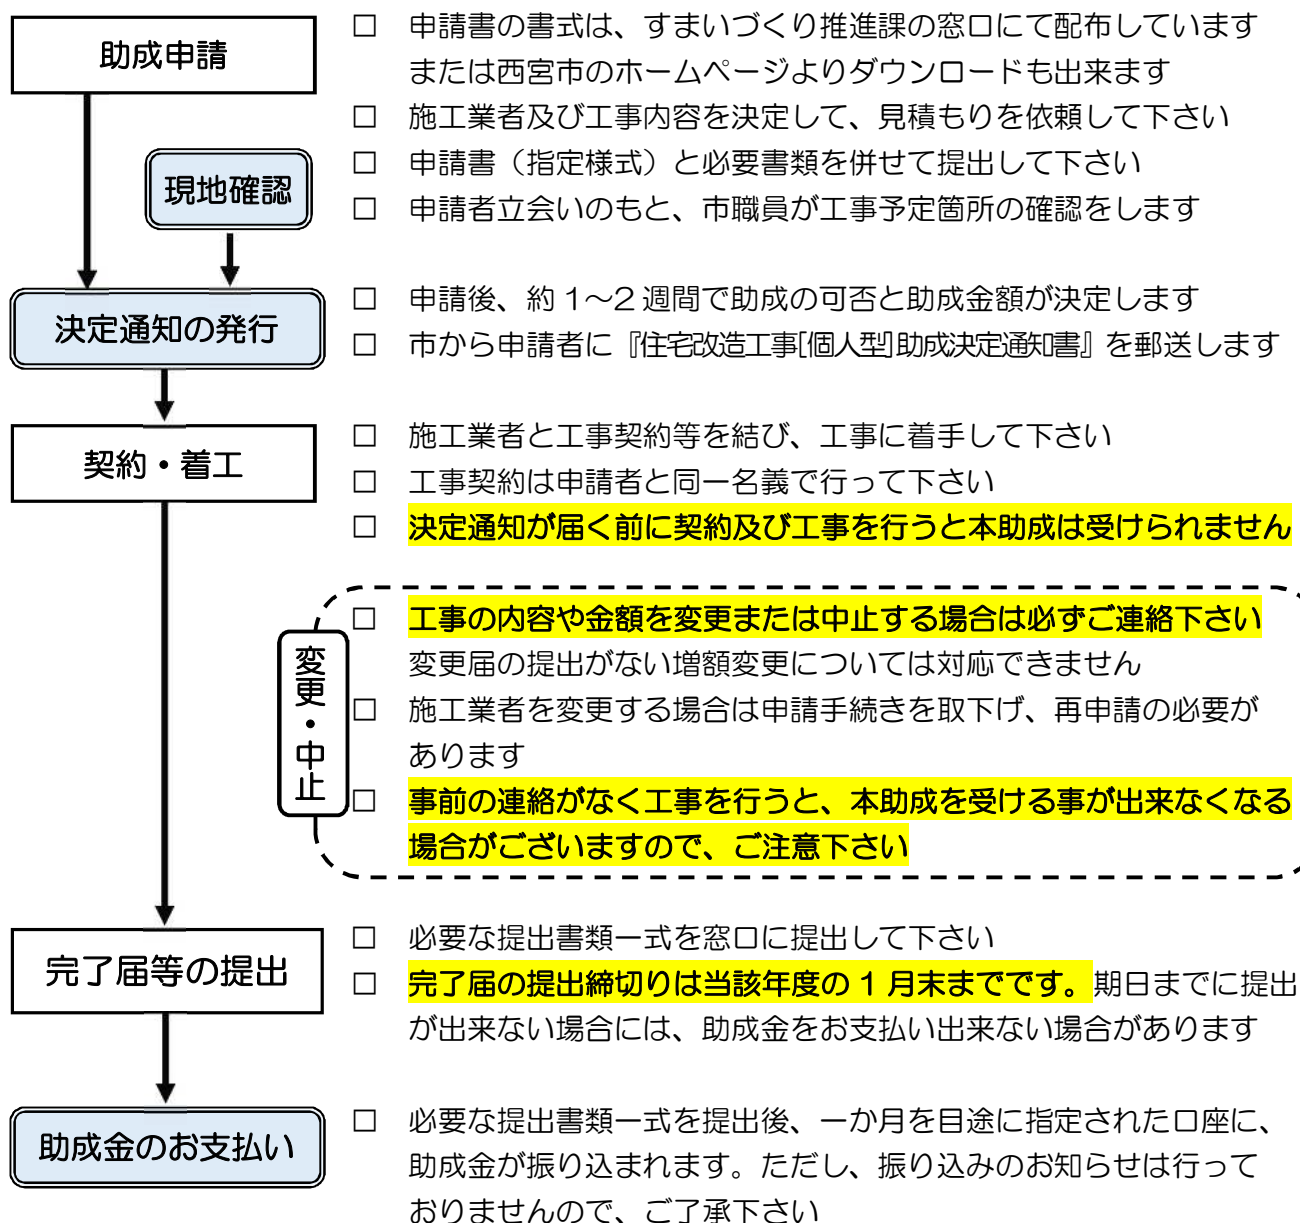 助成申請
□ 申請書の書式は、すまいづくり推進課の窓口にて配布しています
または西宮市のホームページよりダウンロードも出来ます
□ 施工業者及び工事内容を決定して、見積もりを依頼して下さい
□ 申請書（指定様式）と必要書類を併せて提出して下さい
現地確認
□ 申請者立会いのもと、市職員が工事予定箇所の確認をします
決定通知の発行
□ 申請後、約 1～2 週間で助成の可否と助成金額が決定します
□ 市から申請者に『住宅改造工事[個人型]助成決定通知書』を郵送します
契約・着工
□ 施工業者と工事契約等を結び、工事に着手して下さい
□ 工事契約は申請者と同一名義で行って下さい
□ 決定通知が届く前に契約及び工事を行うと本助成は受けられません
変更・中止
□ 工事の内容や金額を変更または中止する場合は必ずご連絡下さい
変更届の提出がない増額変更については対応できません
□ 施工業者を変更する場合は申請手続きを取下げ、再申請の必要が
あります
□ 事前の連絡がなく工事を行うと、本助成を受ける事が出来なくなる
場合がございますので、ご注意下さい
完了届等の提出
□ 必要な提出書類一式を窓口に提出して下さい
□ 完了届の提出締切りは当該年度の 1 月末までです。期日までに提出
が出来ない場合には、助成金をお支払い出来ない場合があります
助成金のお支払い
□ 必要な提出書類一式を提出後、一か月を目途に指定された口座に、
助成金が振り込まれます。ただし、振り込みのお知らせは行って
おりませんので、ご了承下さい